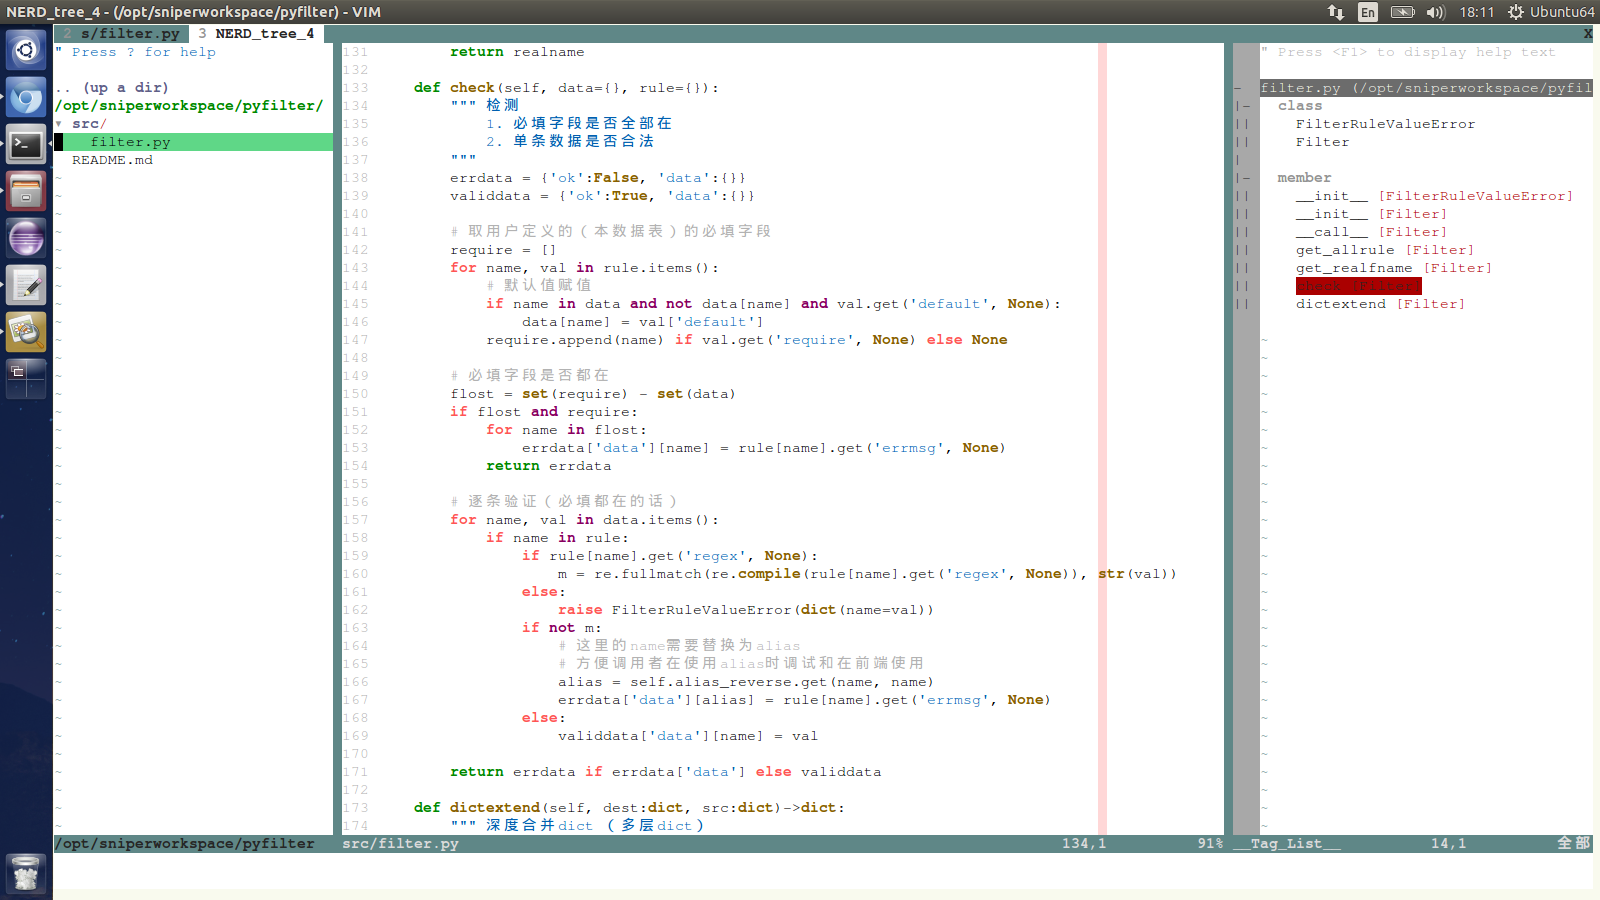 NERD_tree_4 - (/opt/sniperworkspace/pyfilter) - VIM
En
18:11
Ubuntu64
2 s/filter.py 3 NERD_tree_4
X
" Press ? for help
.. (up a dir)
/opt/sniperworkspace/pyfilter/
▾ src/
filter.py
README.md
131 return realname
132
133 def check(self, data={}, rule={}):
134 """ 检测
135 1. 必填字段是否全部在
136 2. 单条数据是否合法
137 """
138 errdata = {'ok':False, 'data':{}}
139 validdata = {'ok':True, 'data':{}}
140
141 # 取用户定义的（本数据表）的必填字段
142 require = []
143 for name, val in rule.items():
144 # 默认值赋值
145 if name in data and not data[name] and val.get('default', None):
146 data[name] = val['default']
147 require.append(name) if val.get('require', None) else None
148
149 # 必填字段是否都在
150 flost = set(require) - set(data)
151 if flost and require:
152 for name in flost:
153 errdata['data'][name] = rule[name].get('errmsg', None)
154 return errdata
155
156 # 逐条验证（必填都在的话）
157 for name, val in data.items():
158 if name in rule:
159 if rule[name].get('regex', None):
160 m = re.fullmatch(re.compile(rule[name].get('regex', None)), str(val))
161 else:
162 raise FilterRuleValueError(dict(name=val))
163 if not m:
164 # 这里的name需要替换为alias
165 # 方便调用者在使用alias时调试和在前端使用
166 alias = self.alias_reverse.get(name, name)
167 errdata['data'][alias] = rule[name].get('errmsg', None)
168 else:
169 validdata['data'][name] = val
170
171 return errdata if errdata['data'] else validdata
172
173 def dictextend(self, dest:dict, src:dict)->dict:
174 """ 深度合并dict （多层dict）
" Press <F1> to display help text
filter.py (/opt/sniperworkspace/pyfil
class
FilterRuleValueError
Filter
member
__init__ [FilterRuleValueError]
__init__ [Filter]
__call__ [Filter]
get_allrule [Filter]
get_realfname [Filter]
check [Filter]
dictextend [Filter]
/opt/sniperworkspace/pyfilter src/filter.py 134,1 91% __Tag_List__ 14,1 全部